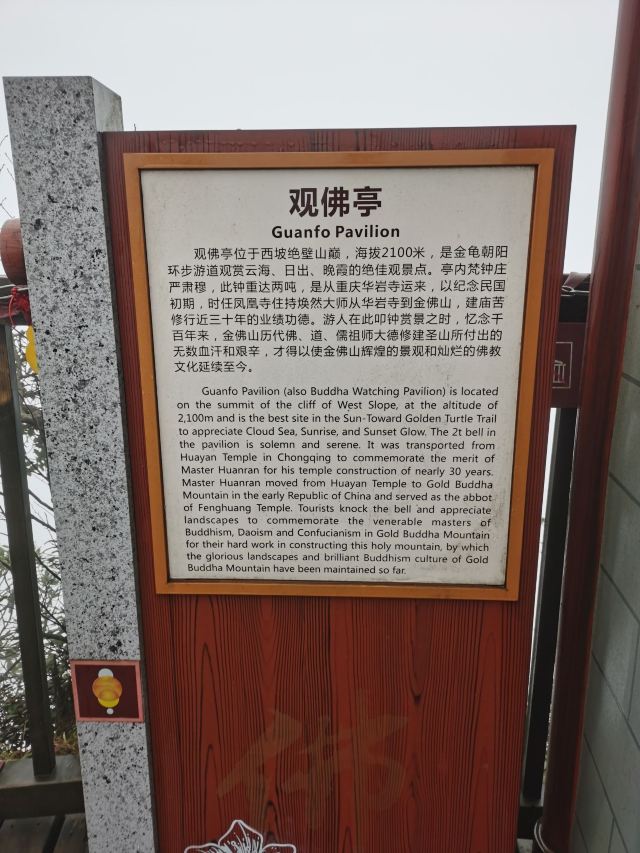 观佛亭
Guanfo Pavilion
观佛亭位于西坡绝壁山巅，海拔2100米，是金龟朝阳
环步游道观赏云海、日出、晚霞的绝佳观景点。亭内梵钟庄
严肃穆，此钟重达两吨，是从重庆华岩寺运来，以纪念民国
初期，时任凤凰寺住持焕然大师从华岩寺到金佛山，建庙苦
修行近三十年的业绩功德。游人在此叩钟赏景之时，忆念千
百年来，金佛山历代佛、道、儒祖师大德修建圣山所付出的
无数血汗和艰辛，才得以使金佛山辉煌的景观和灿烂的佛教
文化延续至今。
Guanfo Pavilion (also Buddha Watching Pavilion) is located
on the summit of the cliff of West Slope, at the altitude of
2,100m and is the best site in the Sun-Toward Golden Turtle Trail
to appreciate Cloud Sea, Sunrise, and Sunset Glow. The 2t bell in
the pavilion is solemn and serene. It was transported from
Huayan Temple in Chongqing to commemorate the merit of
Master Huanran for his temple construction of nearly 30 years.
Master Huanran moved from Huayan Temple to Gold Buddha
Mountain in the early Republic of China and served as the abbot
of Fenghuang Temple. Tourists knock the bell and appreciate
landscapes to commemorate the venerable masters of
Buddhism, Daoism and Confucianism in Gold Buddha Mountain
for their hard work in constructing this holy mountain, by which
the glorious landscapes and brilliant Buddhism culture of Gold
Buddha Mountain have been maintained so far.
佛